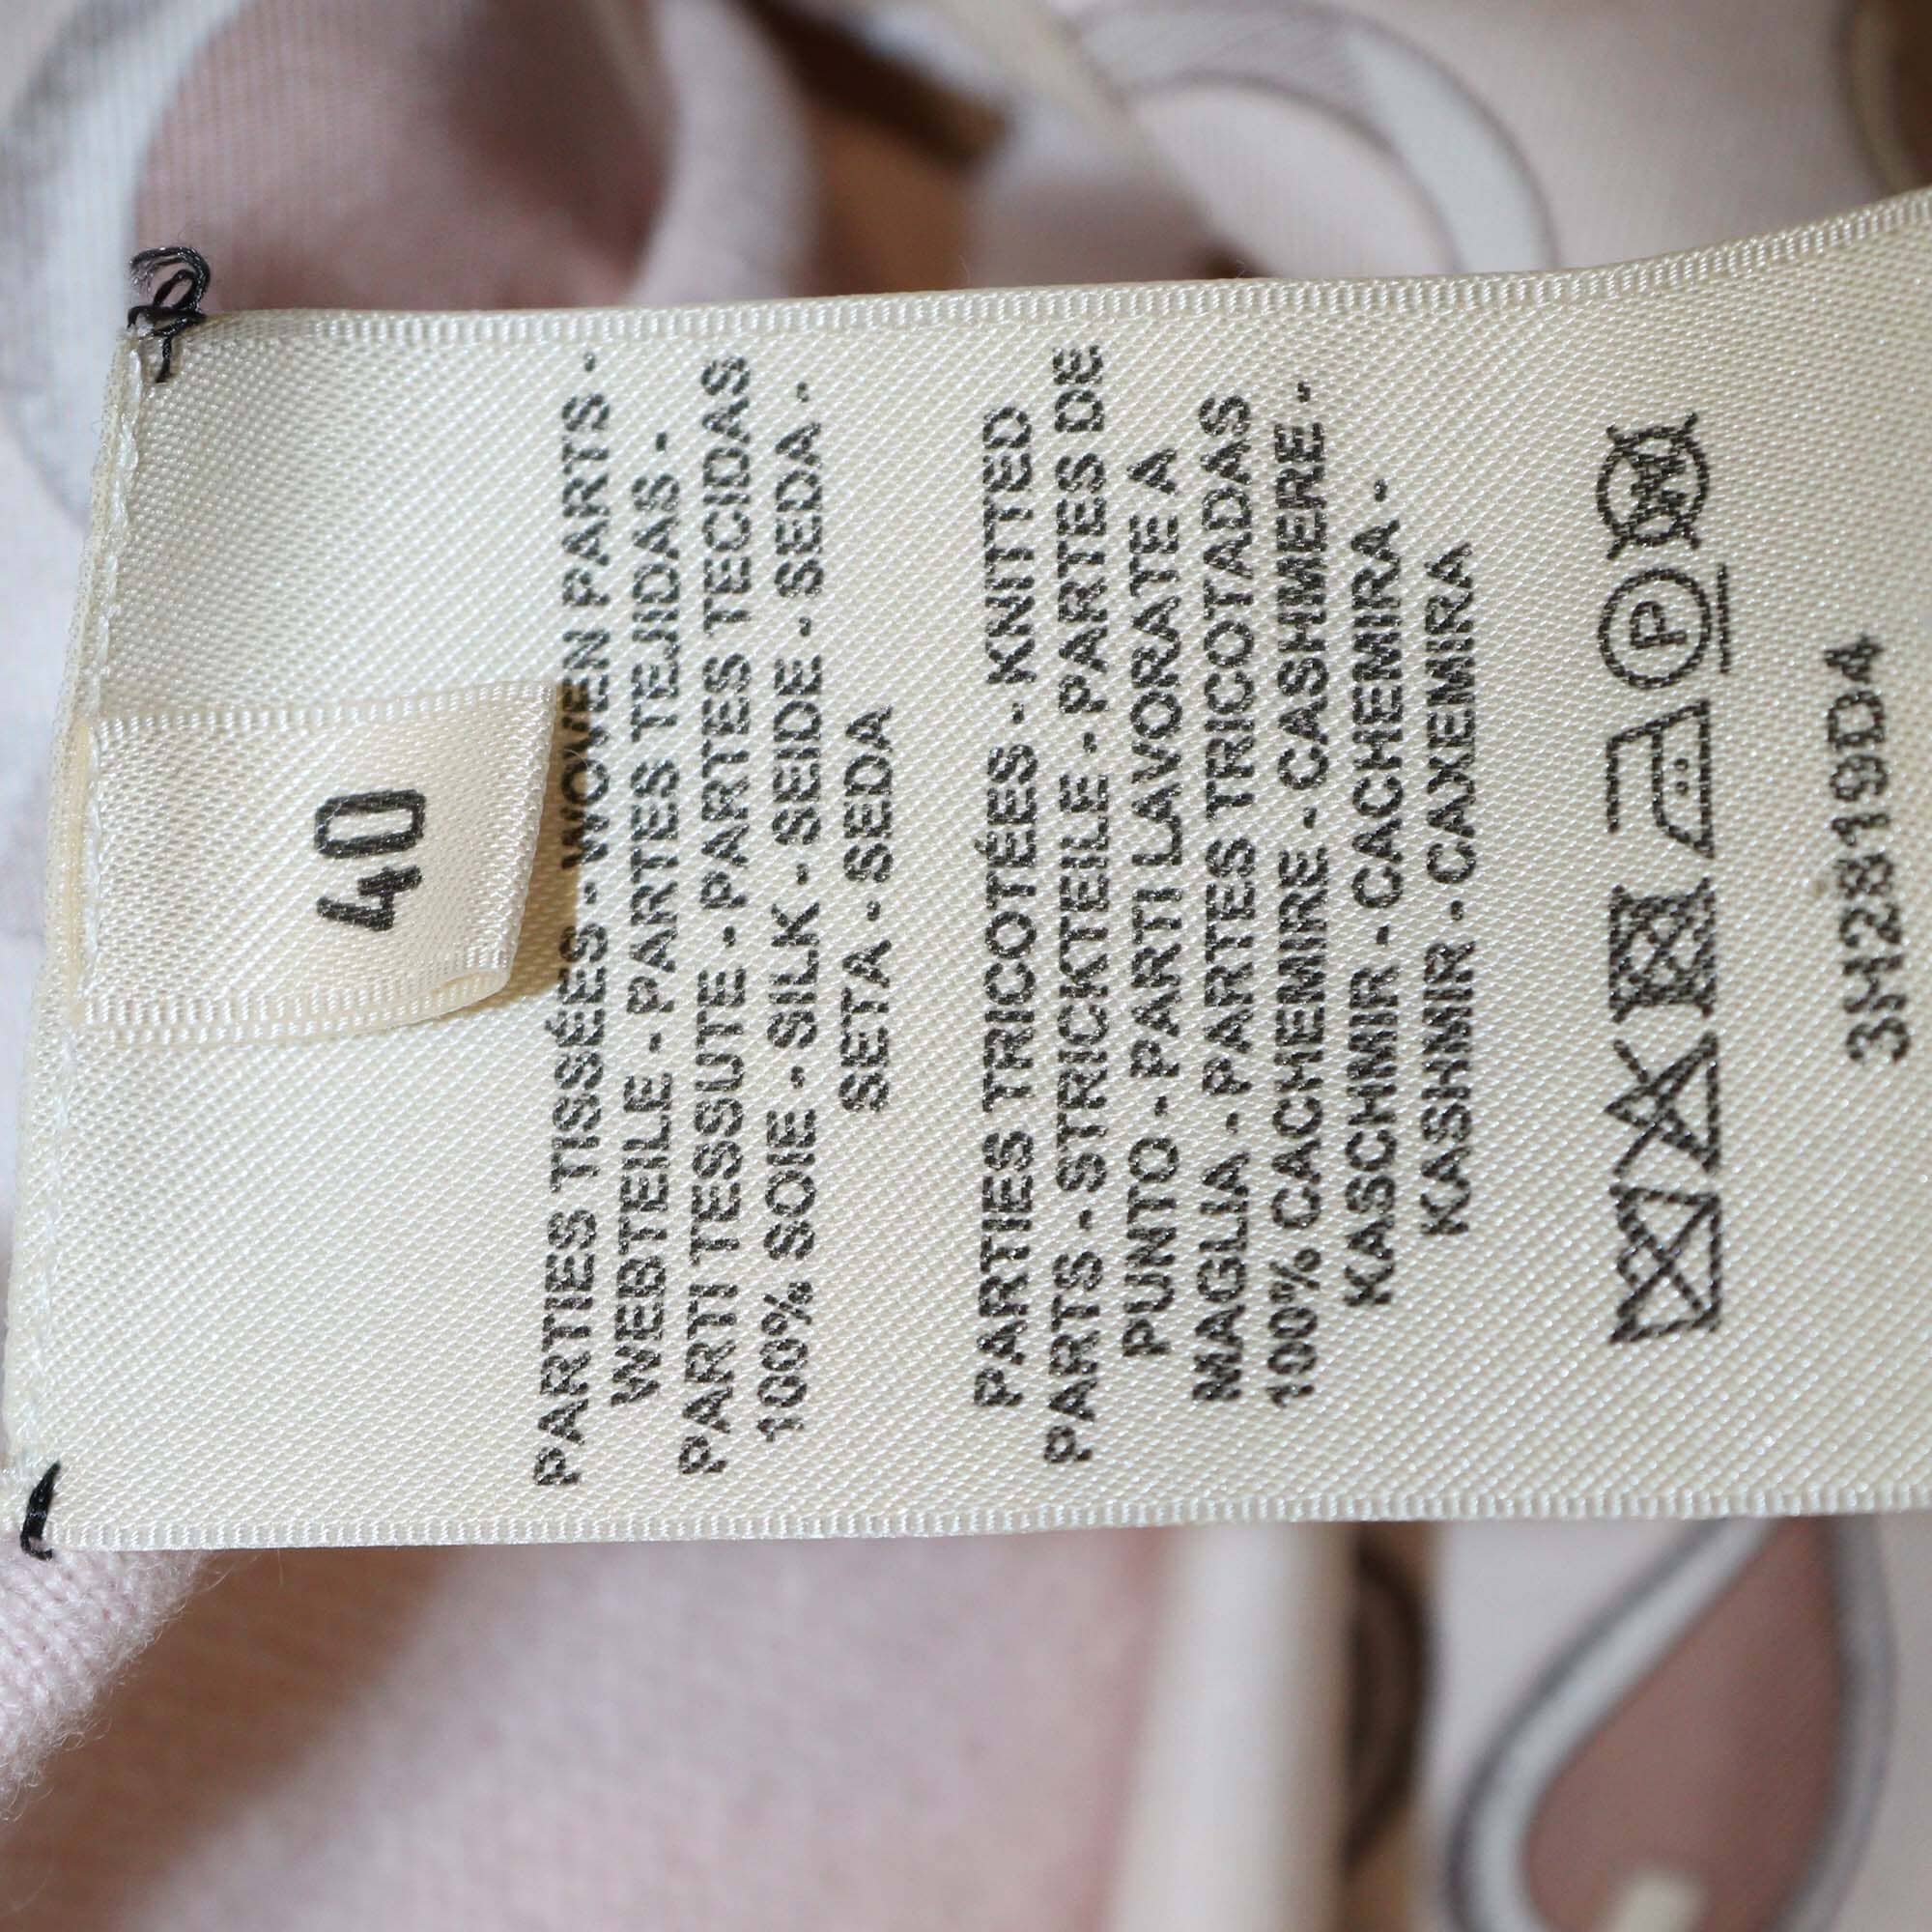 40
PARTIES TISSÉES - WOVEN PARTS -
WEBTEILE - PARTES TEJIDAS -
PARTI TESSUTE - PARTES TECIDAS
100% SOIE - SILK - SEIDE - SEDA -
SETA - SEDA
PARTIES TRICOTÉES - KNITTED
PARTS - STRICKTEILE - PARTES DE
PUNTO - PARTI LAVORATE A
MAGLIA - PARTES TRICOTADAS
100% CACHEMIRE - CASHMERE -
KASCHMIR - CACHEMIRA -
KASHMIR - CAXEMIRA
P W
3H2819D4